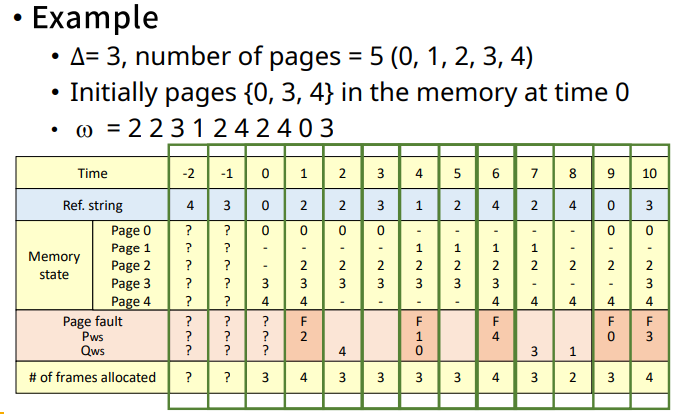 • Example
• Δ= 3, number of pages = 5 (0, 1, 2, 3, 4)
• Initially pages {0, 3, 4} in the memory at time 0
• ω = 2 2 3 1 2 4 2 4 0 3
Time -2 -1 0 1 2 3 4 5 6 7 8 9 10
Ref. string 4 3 0 2 2 3 1 2 4 2 4 0 3
Memory state
Page 0 ? ? 0 0 0 0 - - - - - 0 0
Page 1 ? ? - - - - 1 1 1 1 - - -
Page 2 ? ? - 2 2 2 2 2 2 2 2 2 2
Page 3 ? ? 3 3 3 3 3 3 3 - - - 3
Page 4 ? ? 4 4 - - - - 4 4 4 4 4
Page fault ? ? ? F F F F F
Pws ? ? ? 2 1 4 0 3
Qws ? ? ? 4 0 3 1
# of frames allocated ? ? 3 4 3 3 3 3 4 3 2 3 4